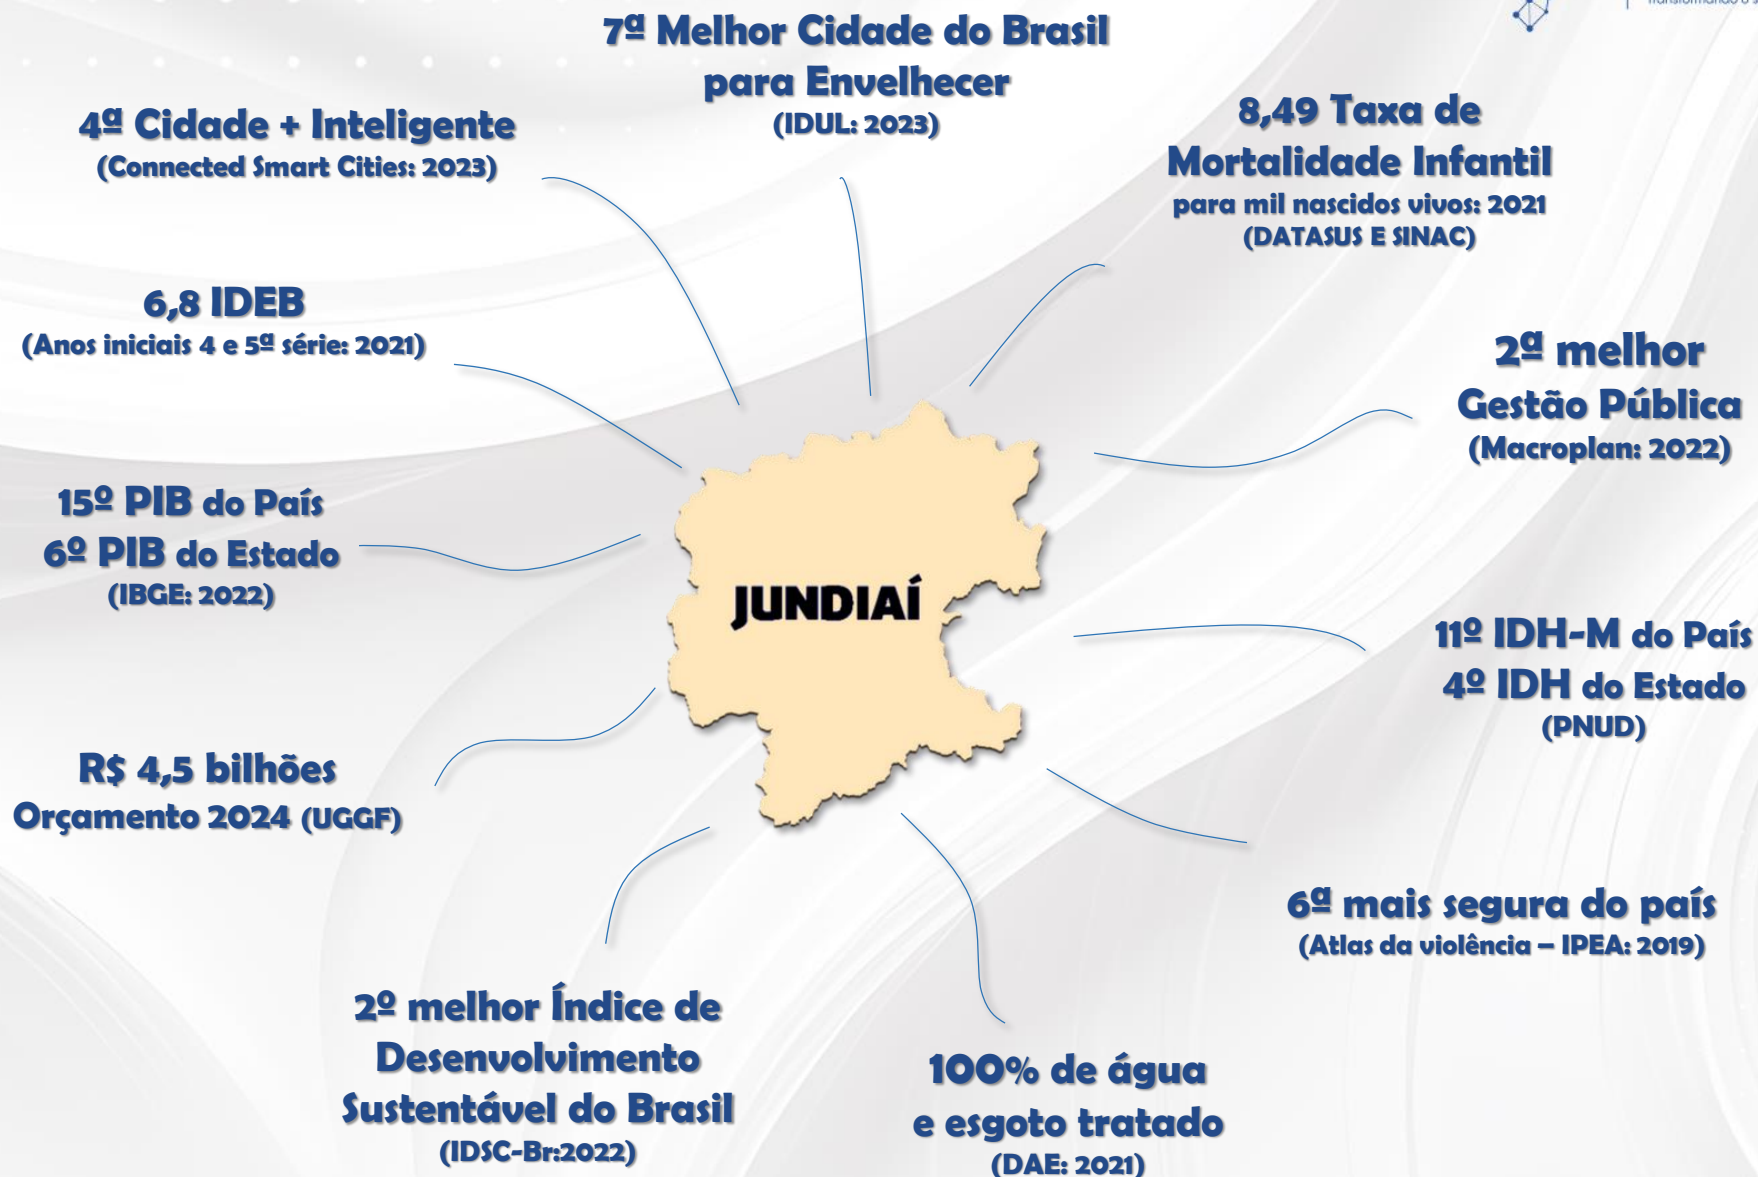 Transformando o s
7ª Melhor Cidade do Brasil
para Envelhecer
(IDUL: 2023)
4ª Cidade + Inteligente
(Connected Smart Cities: 2023)
8,49 Taxa de
Mortalidade Infantil
para mil nascidos vivos: 2021
(DATASUS E SINAC)
6,8 IDEB
(Anos iniciais 4 e 5ª série: 2021)
2ª melhor
Gestão Pública
(Macroplan: 2022)
15º PIB do País
6º PIB do Estado
(IBGE: 2022)
JUNDIAÍ
11º IDH-M do País
4º IDH do Estado
(PNUD)
R$ 4,5 bilhões
Orçamento 2024 (UGGF)
6ª mais segura do país
(Atlas da violência – IPEA: 2019)
2º melhor Índice de
Desenvolvimento
Sustentável do Brasil
(IDSC-Br:2022)
100% de água
e esgoto tratado
(DAE: 2021)